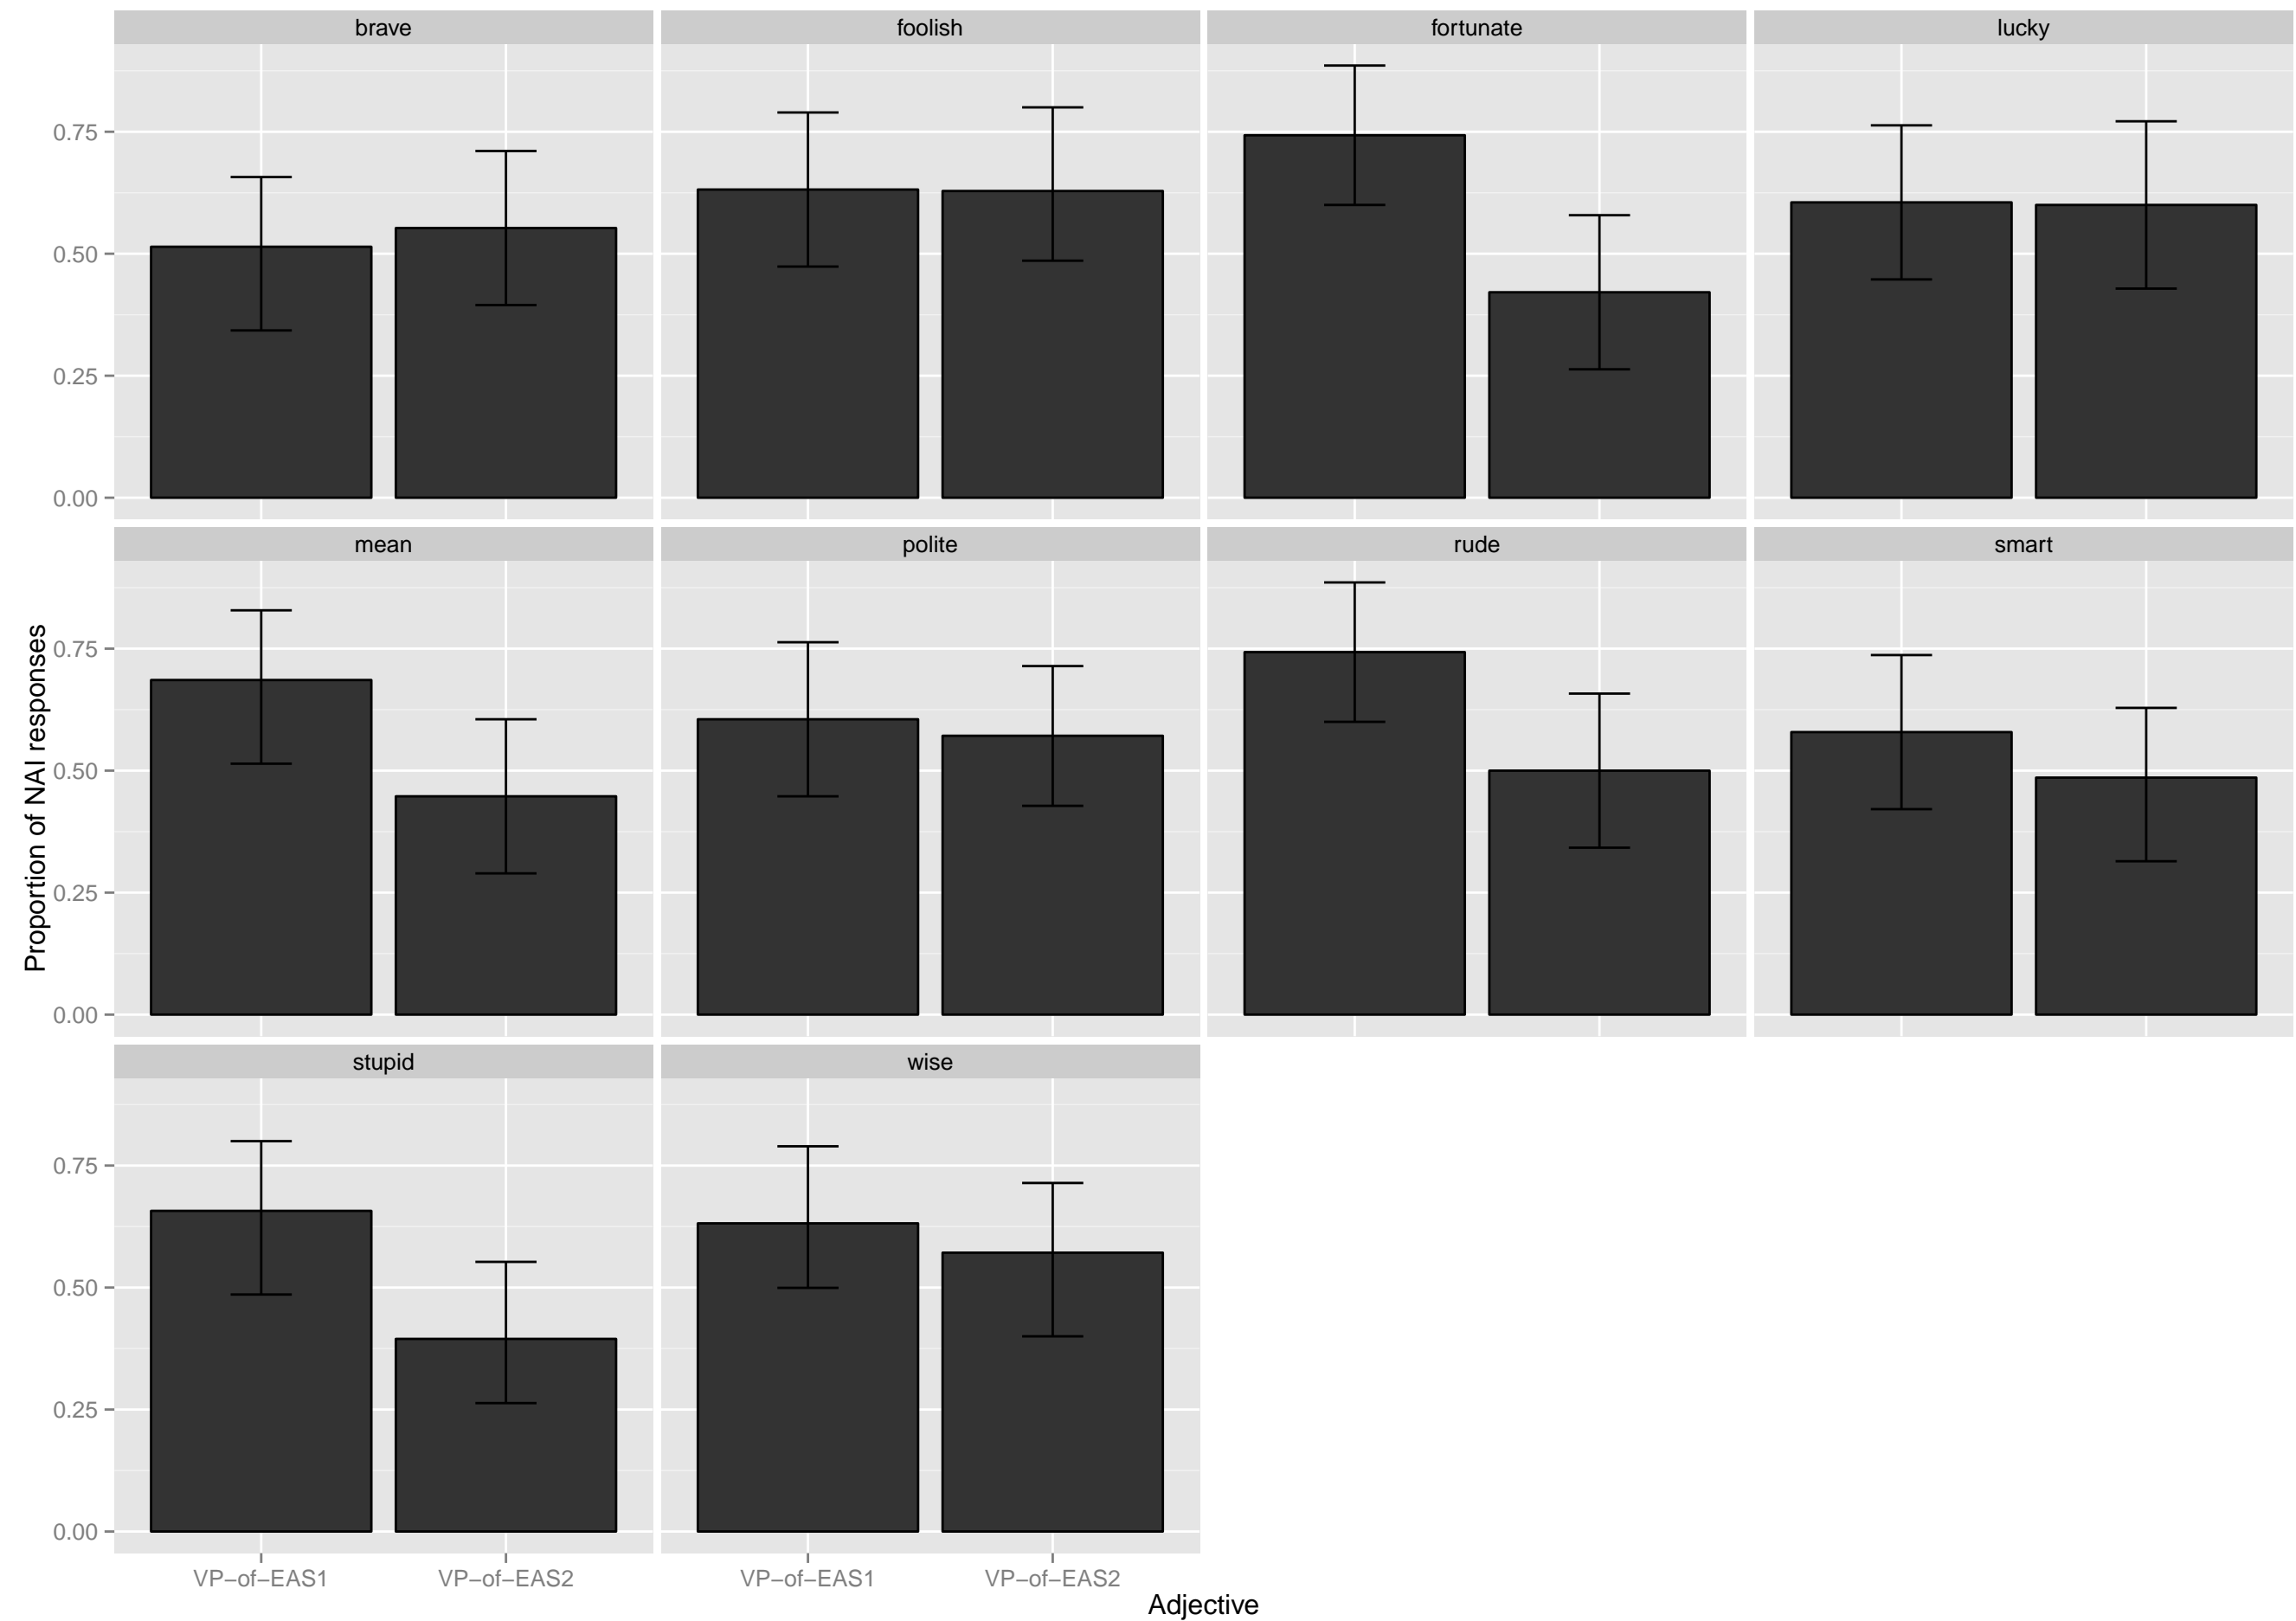 brave
foolish
fortunate
lucky
0.75
0.50
0.25
0.00
mean
polite
rude
smart
Proportion of NAI responses
0.75
0.50
0.25
0.00
stupid
wise
0.75
0.50
0.25
0.00
VP−of−EAS1
VP−of−EAS2
VP−of−EAS1
VP−of−EAS2
Adjective